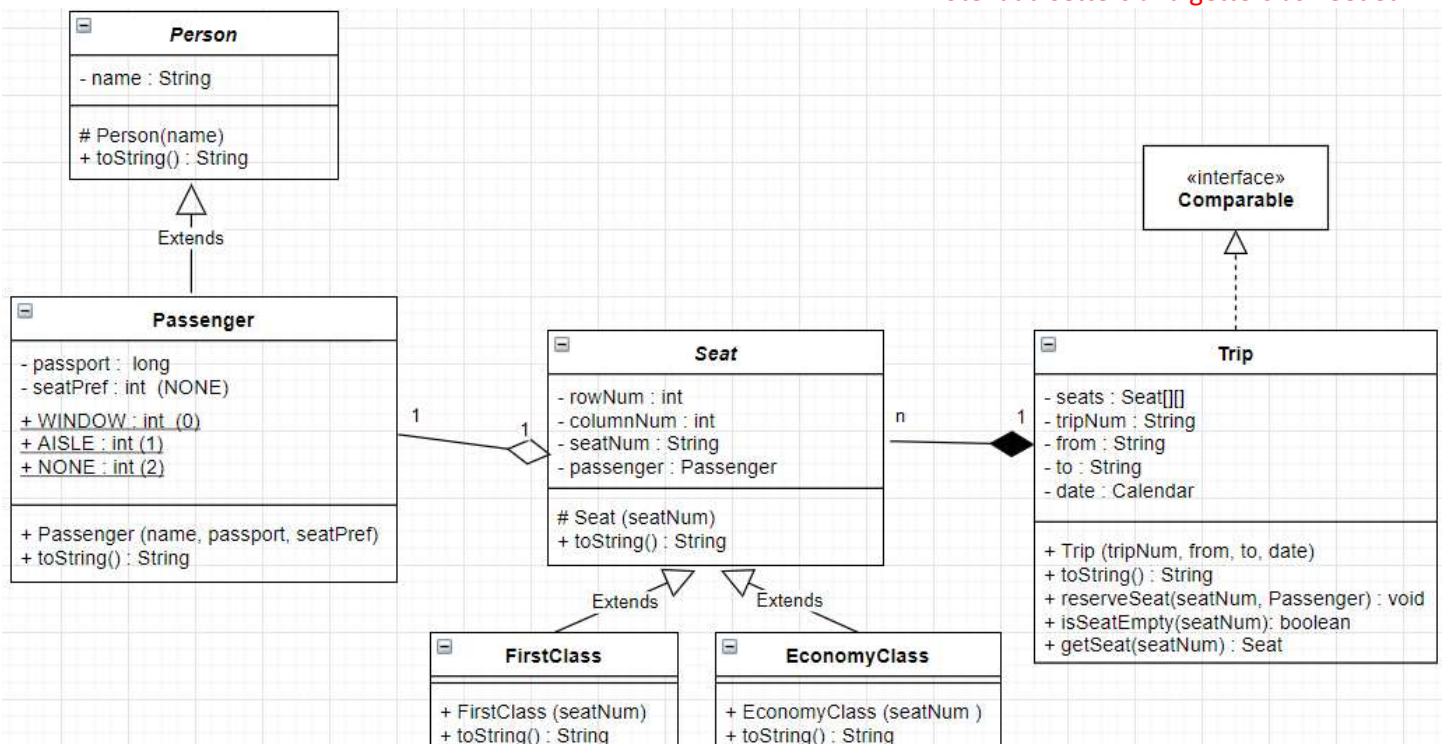 Person
- name : String
# Person(name)
+ toString() : String
Extends
«interface»
Comparable
Passenger
- passport : long
- seatPref : int (NONE)
+ WINDOW : int (0)
+ AISLE : int (1)
+ NONE : int (2)
+ Passenger (name, passport, seatPref)
+ toString() : String
1
1
Seat
- rowNum : int
- columnNum : int
- seatNum : String
- passenger : Passenger
# Seat (seatNum)
+ toString() : String
n
1
Trip
- seats : Seat[][]
- tripNum : String
- from : String
- to : String
- date : Calendar
+ Trip (tripNum, from, to, date)
+ toString() : String
+ reserveSeat(seatNum, Passenger) : void
+ isSeatEmpty(seatNum): boolean
+ getSeat(seatNum) : Seat
Extends
Extends
FirstClass
+ FirstClass (seatNum)
+ toString() : String
EconomyClass
+ EconomyClass (seatNum )
+ toString() : String